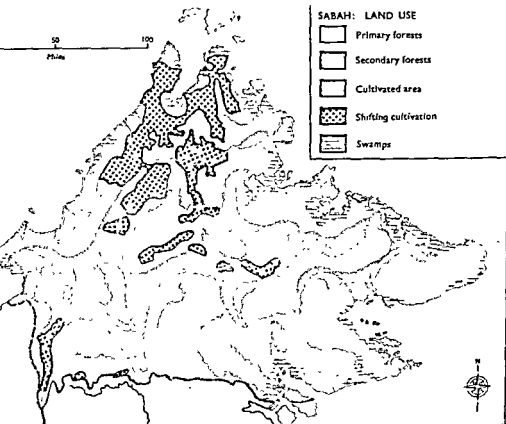 50
100
Miles
SABAH: LAND USE
Primary forests
Secondary forests
Cultivated area
Shifting cultivation
Swamps
N